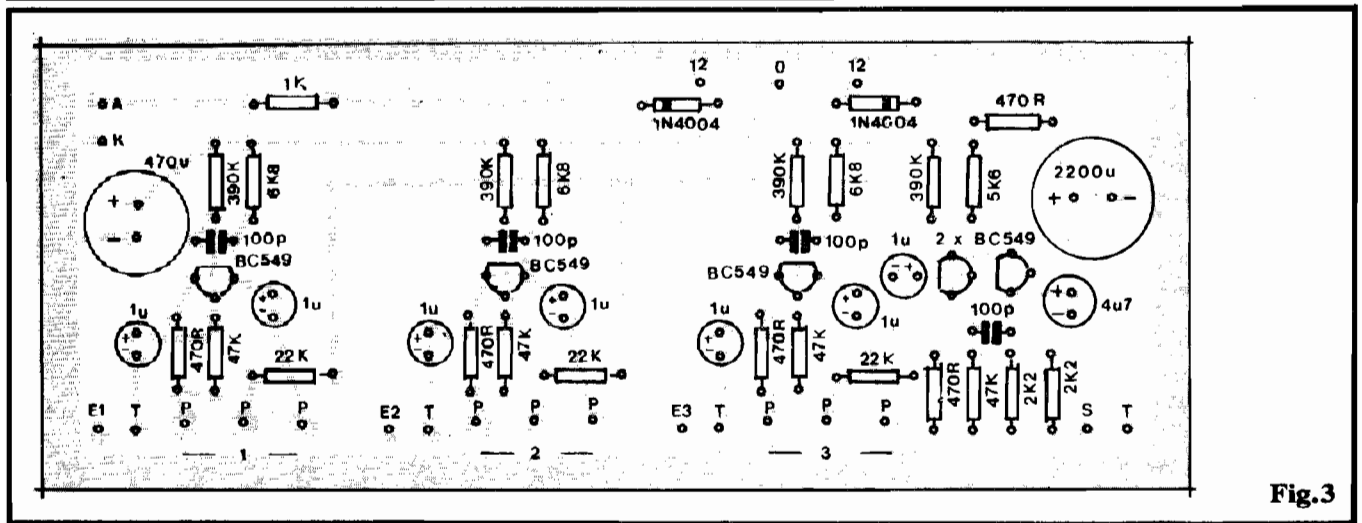 12 0 12
A 1K
1N4004 1N4004 470R
K
470u 390K 6K8 390K 6K8 390K 6K8 390K 5K6 2200u
+ + -
-
100p 100p 100p 1u 2 x BC549
BC549 BC549 BC549 - +
+ - 1u + - 1u + - 1u + - 4u7
1u 1u 1u 100p
+ - 470R 47K + - 470R 47K + - 470R 47K
22K 22K 22K 470R 47K 2K2 2K2
E1 T P P P E2 T P P P E3 T P P P S T
1 2 3
Fig.3